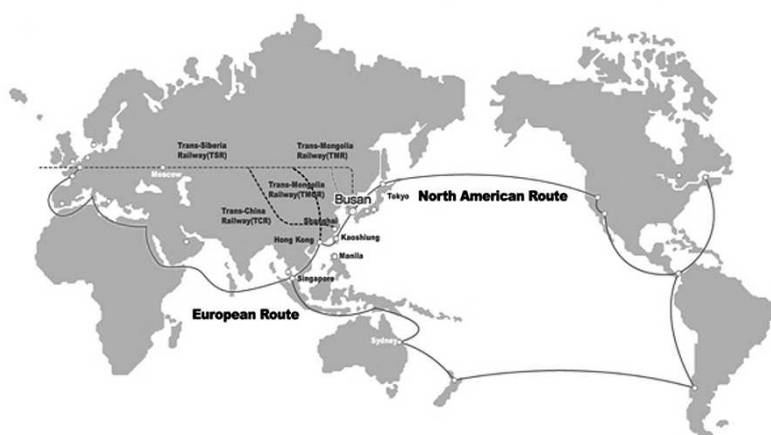 Trans-Siberia
Railway(TSR)
Trans-Mongolia
Railway(TMR)
Moscow
Trans-Mongolia
Railway(TMGR)
Busan
Tokyo
North American Route
Trans-China
Railway(TCR)
Shanghai
Hong Kong
Kaoshiung
Manila
Singapore
European Route
Sydney